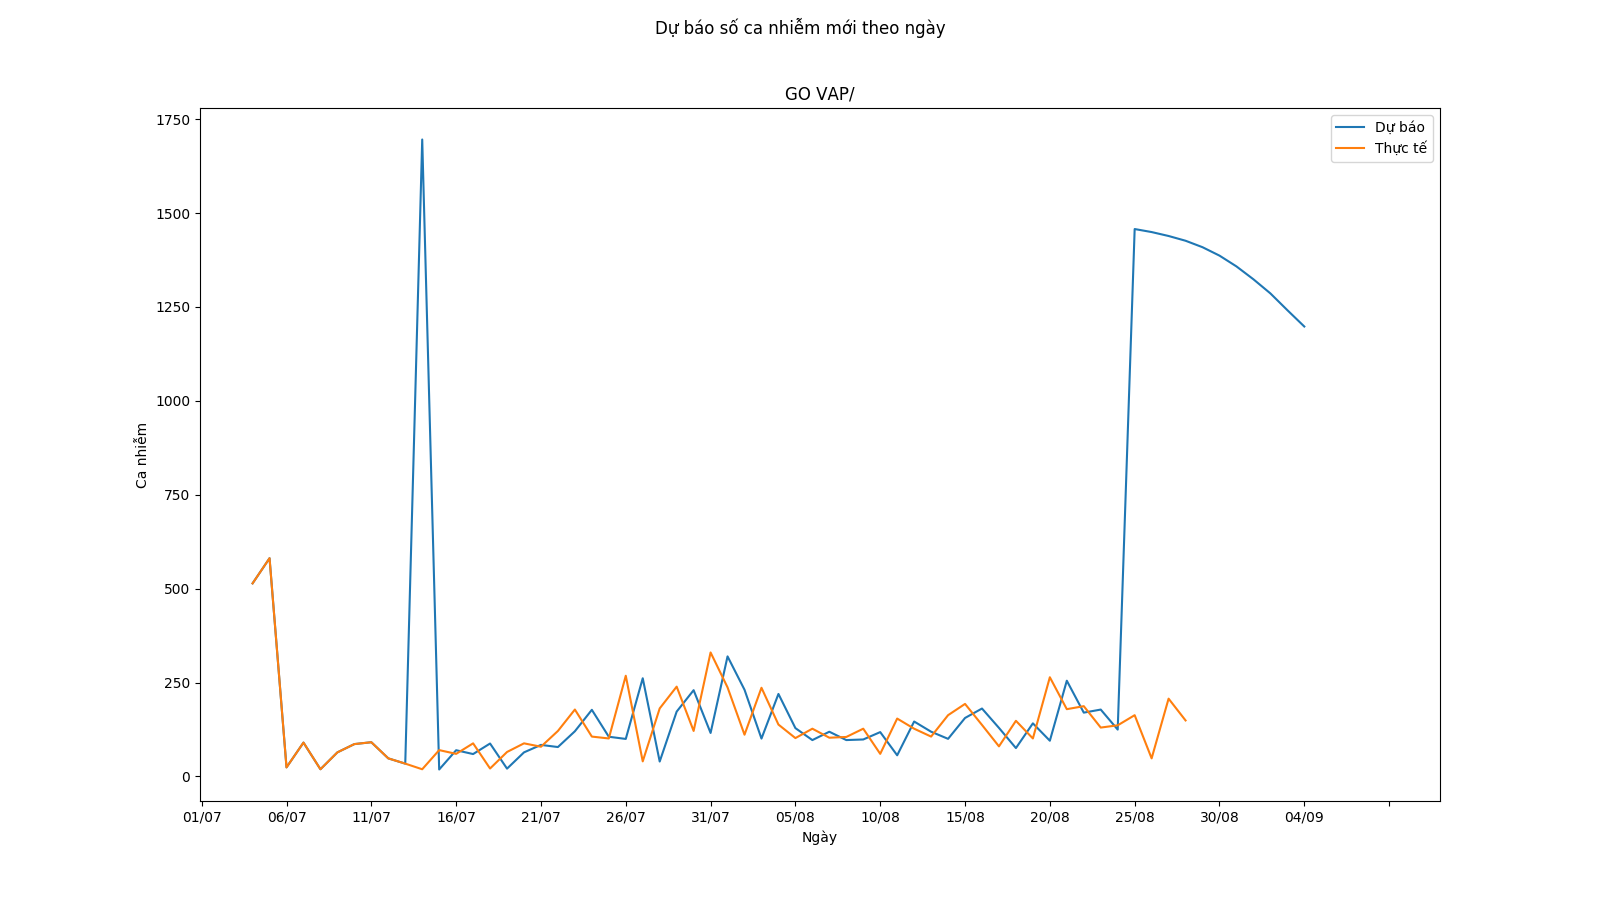 Dự báo số ca nhiễm mới theo ngày
GO VAP/
Dự báo
Thực tế
1750
1500
1250
1000
750
500
250
0
Ca nhiễm
01/07 06/07 11/07 16/07 21/07 26/07 31/07 05/08 10/08 15/08 20/08 25/08 30/08 04/09
Ngày